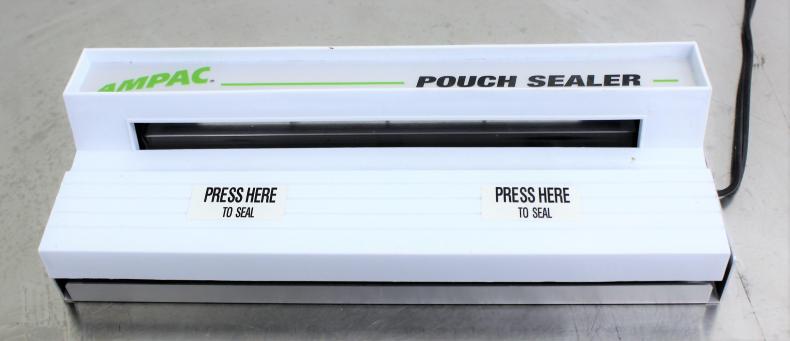 AMPAC
POUCH SEALER
PRESS HERE
TO SEAL
PRESS HERE
TO SEAL